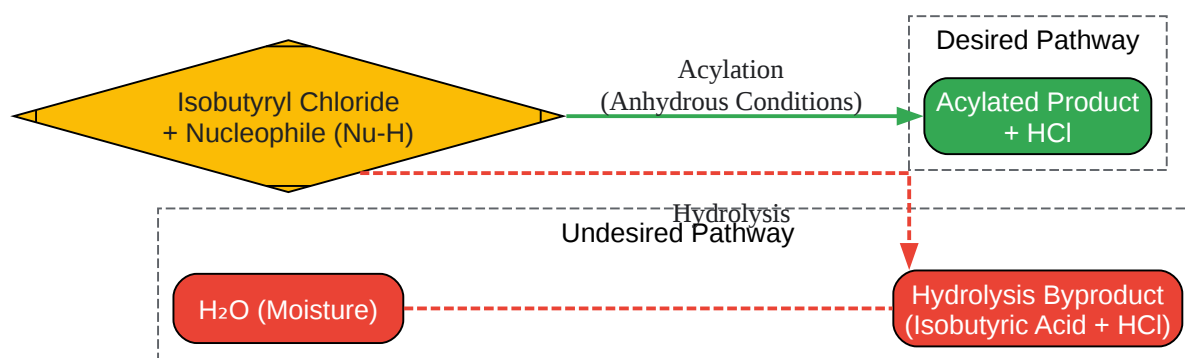 Desired Pathway
Isobutyryl Chloride
+ Nucleophile (Nu-H)
Acylation
(Anhydrous Conditions)
Acylated Product
+ HCl
Hydrolysis
Undesired Pathway
H₂O (Moisture)
Hydrolysis Byproduct
(Isobutyric Acid + HCl)